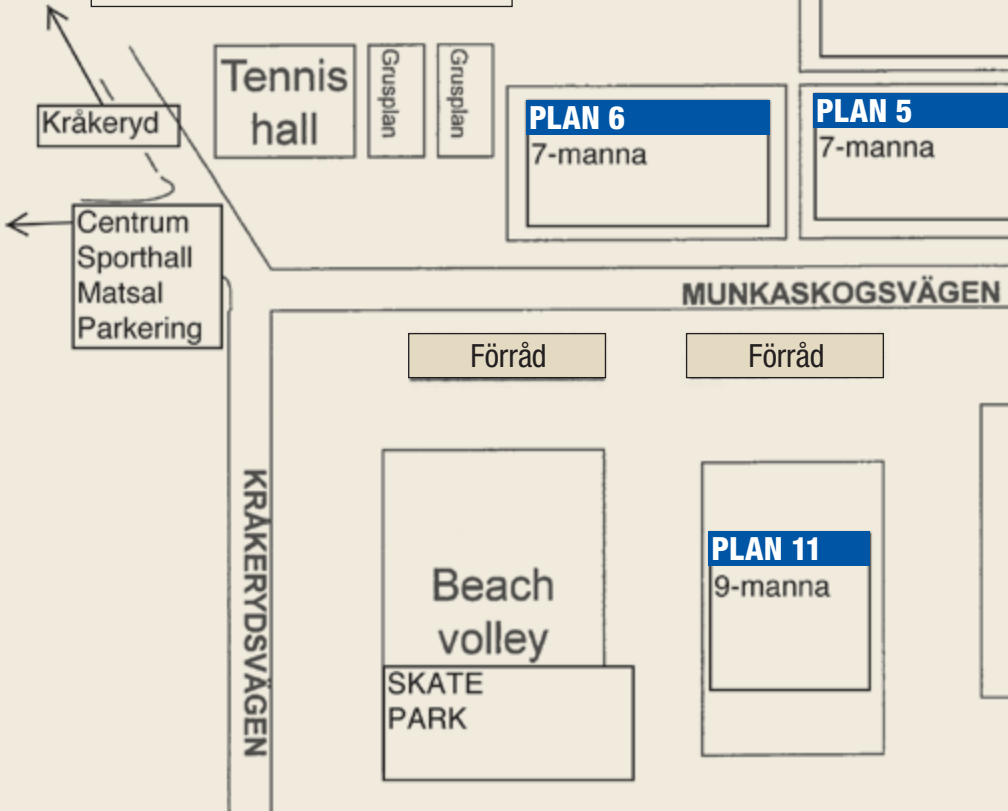 Kråkeryd
Tennis
hall
Grusplan
Grusplan
PLAN 6
7-manna
PLAN 5
7-manna
Centrum
Sporthall
Matsal
Parkering
MUNKASKOGSVÄGEN
Förråd
Förråd
KRÅKERYDSVÄGEN
Beach
volley
SKATE
PARK
PLAN 11
9-manna